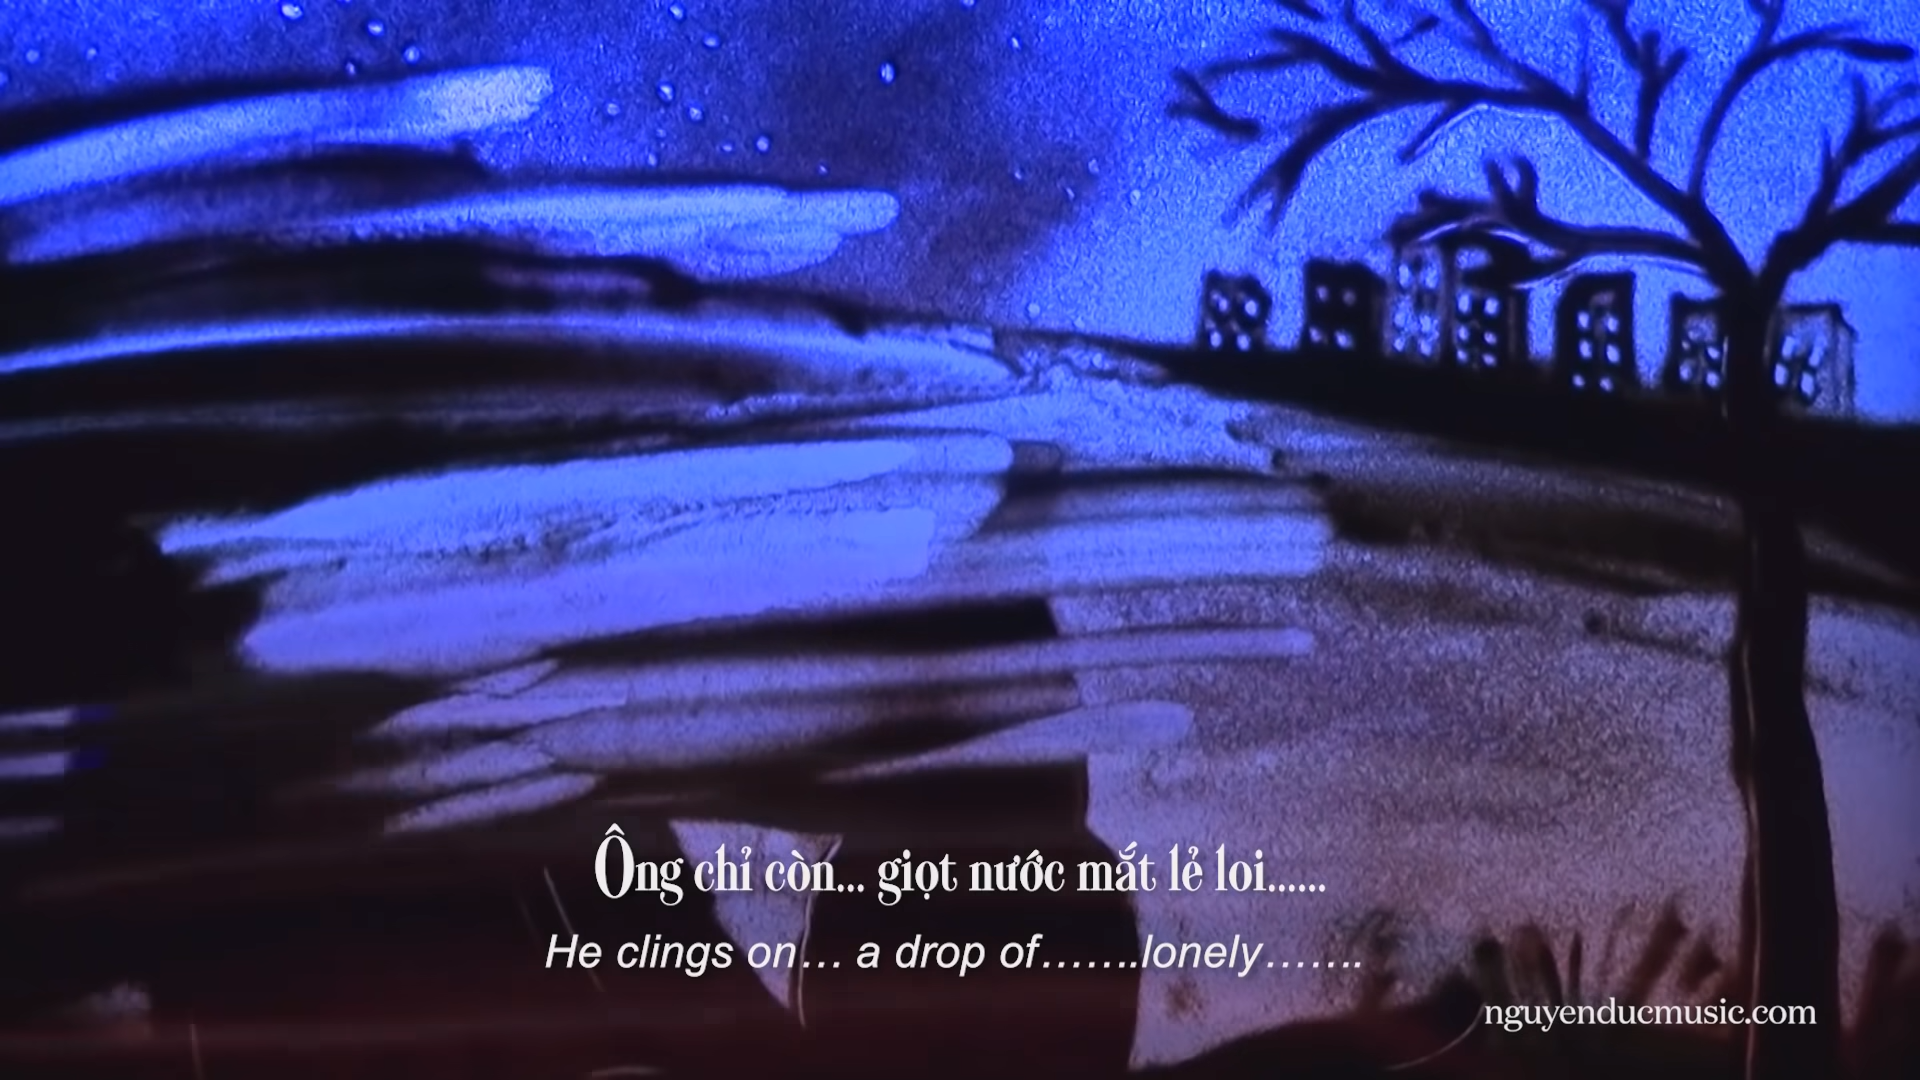 Ông chỉ còn... giọt nước mắt lẻ loi......
He clings on… a drop of…….lonely…….
nguyenducmusic.com